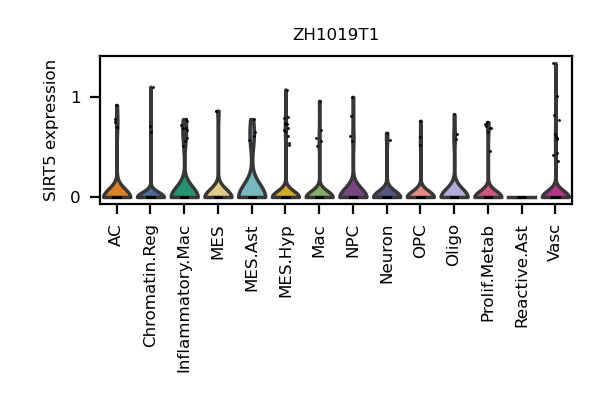 ZH1019T1
SIRT5 expression
1
0
AC
Chromatin.Reg
Inflammatory.Mac
MES
MES.Ast
MES.Hyp
Mac
NPC
Neuron
OPC
Oligo
Prolif.Metab
Reactive.Ast
Vasc